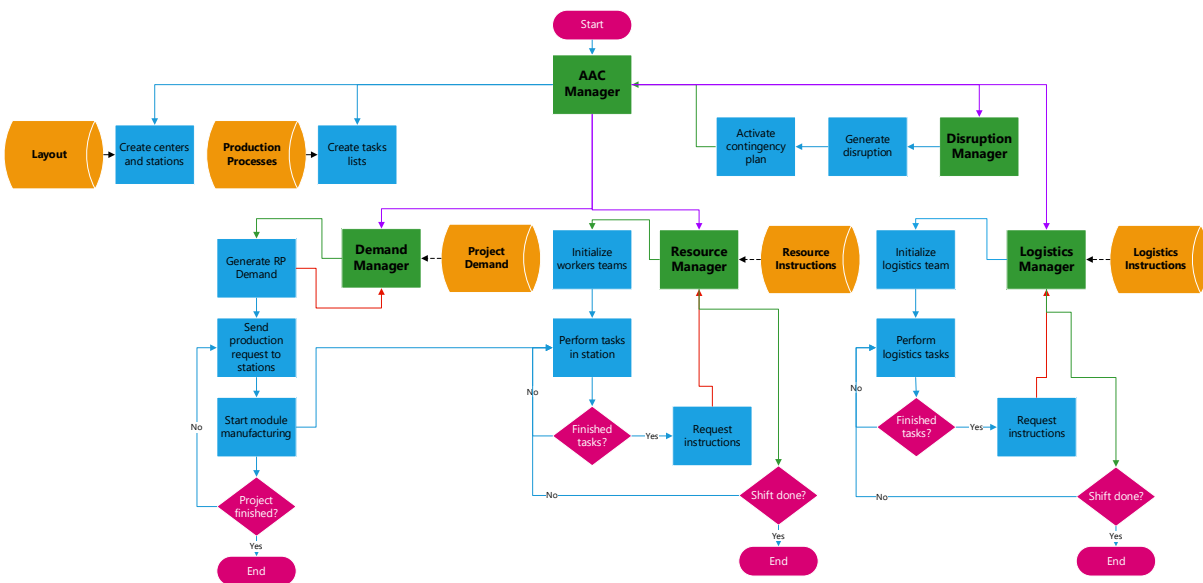 Start
AAC
Manager
Layout
Create centers
and stations
Production
Processes
Create tasks
lists
Activate
contingency
plan
Generate
disruption
Disruption
Manager
Generate RP
Demand
Demand
Manager
Project
Demand
Initialize
workers teams
Resource
Manager
Resource
Instructions
Initialize
logistics team
Logistics
Manager
Logistics
Instructions
Send
production
request to
stations
Perform tasks
in station
Perform
logistics tasks
No
No
No
Start module
manufacturing
Finished
tasks?
Yes
Request
instructions
Finished
tasks?
Yes
Request
instructions
Project
finished?
No
Shift done?
No
Shift done?
Yes
Yes
Yes
End
End
End